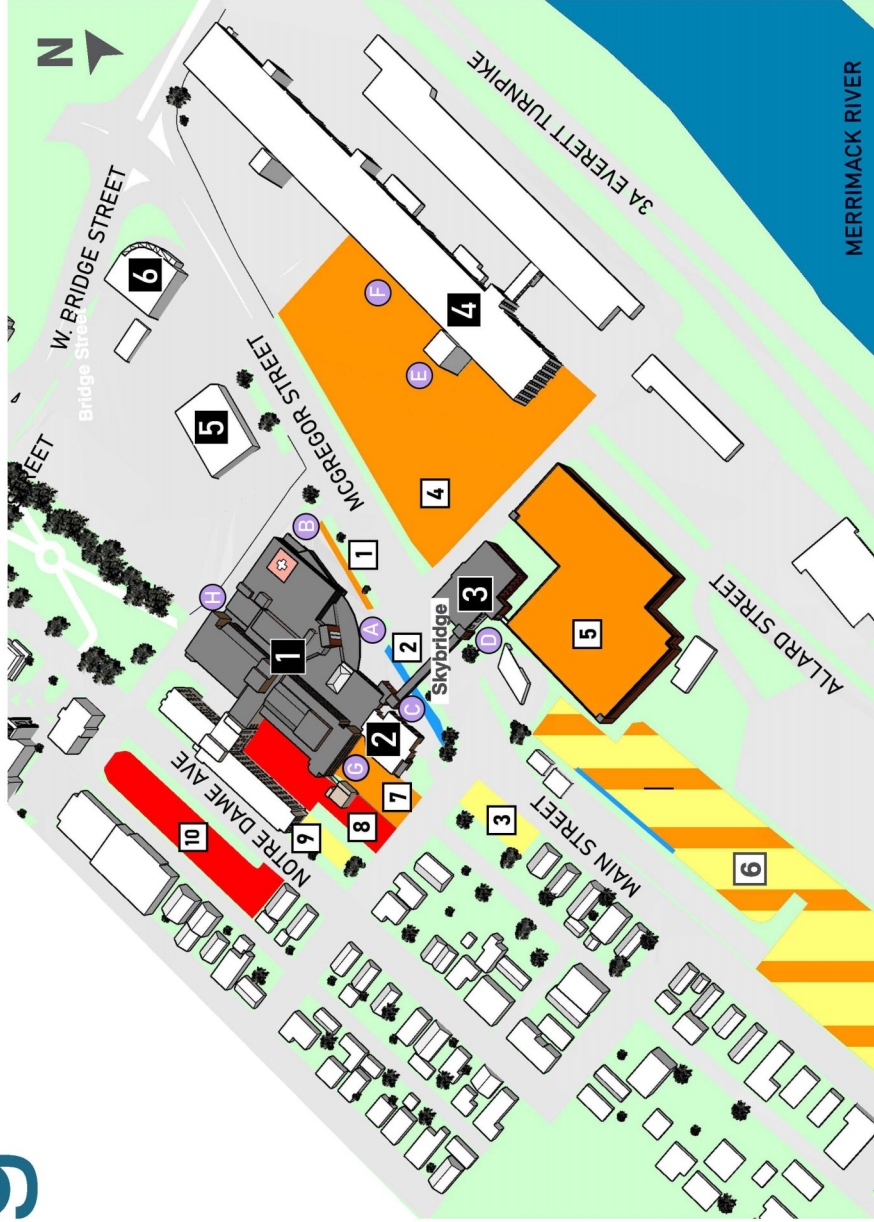 N
W. BRIDGE STREET
Bridge Stree
REET
6
5
MCGREGOR STREET
3A EVERETT TURNPIKE
MERRIMACK RIVER
F
4
E
4
B
H
1
1
A
2
3
Skybridge
D
C
2
G
5
ALLARD STREET
NOTRE DAME AVE
10
9
8
7
3
MAIN STREET
6
g